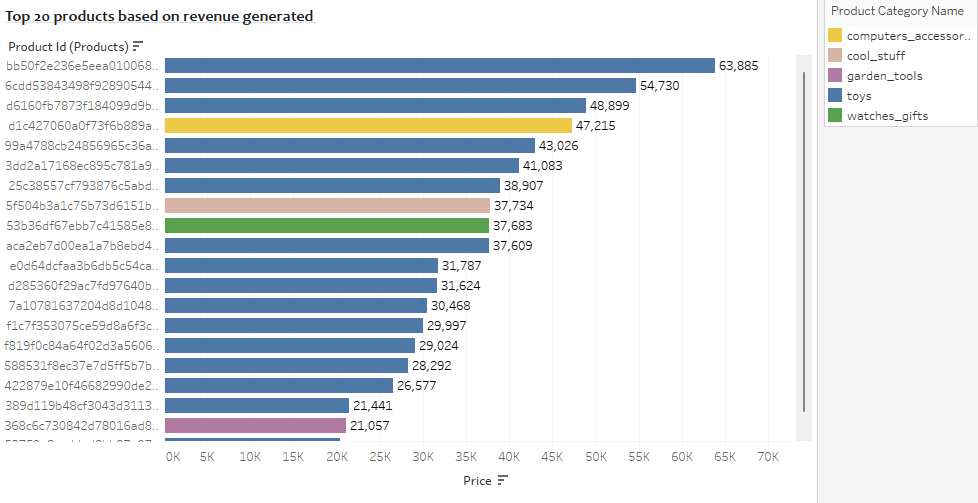 Top 20 products based on revenue generated
Product Id (Products)
bb50f2e236e5eea010068.. 63,885
6cdd53843498f92890544.. 54,730
d6160fb7873f184099d9b.. 48,899
d1c427060a0f73f6b889a.. 47,215
99a4788cb24856965c36a.. 43,026
3dd2a17168ec895c781a9.. 41,083
25c38557cf793876c5abd.. 38,907
5f504b3a1c75b73d6151b.. 37,734
53b36df67ebb7c41585e8.. 37,683
aca2eb7d00ea1a7b8ebd4.. 37,609
e0d64dcfaa3b6db5c54ca.. 31,787
d285360f29ac7fd97640b.. 31,624
7a10781637204d8d1048.. 30,468
f1c7f353075ce59d8a6f3c.. 29,997
f819f0c84a64f02d3a5606.. 29,024
588531f8ec37e7d5ff5b7b.. 28,292
422879e10f46682990de2.. 26,577
389d119b48cf3043d3113.. 21,441
368c6c730842d78016ad8.. 21,057
0K 5K 10K 15K 20K 25K 30K 35K 40K 45K 50K 55K 60K 65K 70K
Price
Product Category Name
computers_accessor..
cool_stuff
garden_tools
toys
watches_gifts